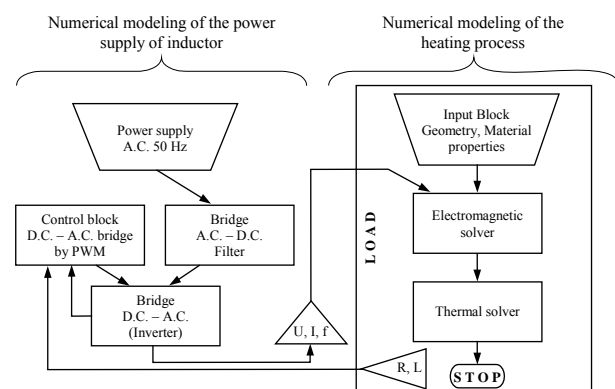 Numerical modeling of the power
supply of inductor
Numerical modeling of the
heating process
Power supply
A.C. 50 Hz
Input Block
Geometry, Material
properties
Control block
D.C. – A.C. bridge
by PWM
Bridge
A.C. – D.C.
Filter
LOAD
Electromagnetic
solver
Bridge
D.C. – A.C.
(Inverter)
U, I, f
Thermal solver
R, L
STOP